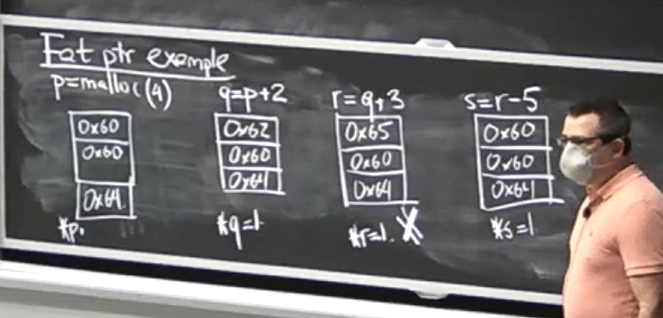 Fat ptr example
p=malloc(4)
0x60
0x60
0x64
*p.
q=p+2
0x62
0x60
0x64
*q=1
r=q+3
0x65
0x60
0x64
*r=1. X
s=r-5
0x60
0x60
0x64
*s=1